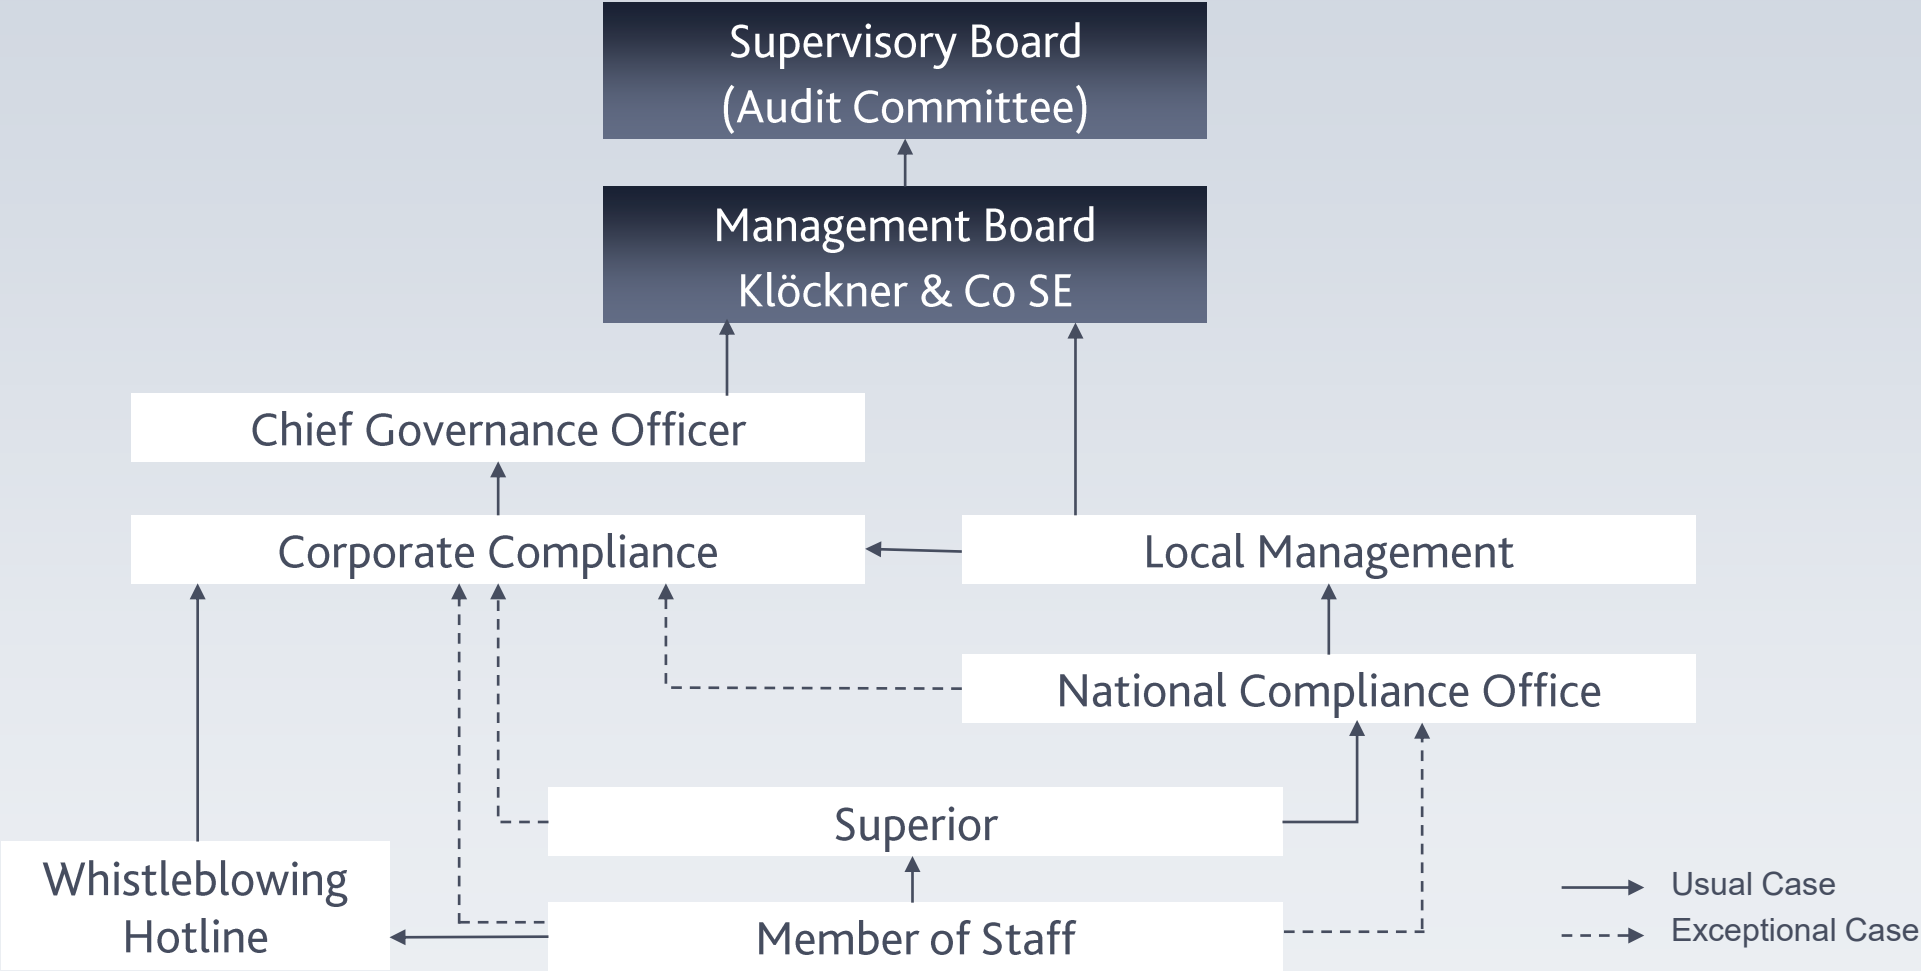 Supervisory Board
(Audit Committee)
Management Board
Klöckner & Co SE
Chief Governance Officer
Corporate Compliance
Local Management
National Compliance Office
Superior
Whistleblowing
Hotline
Member of Staff
Usual Case
Exceptional Case